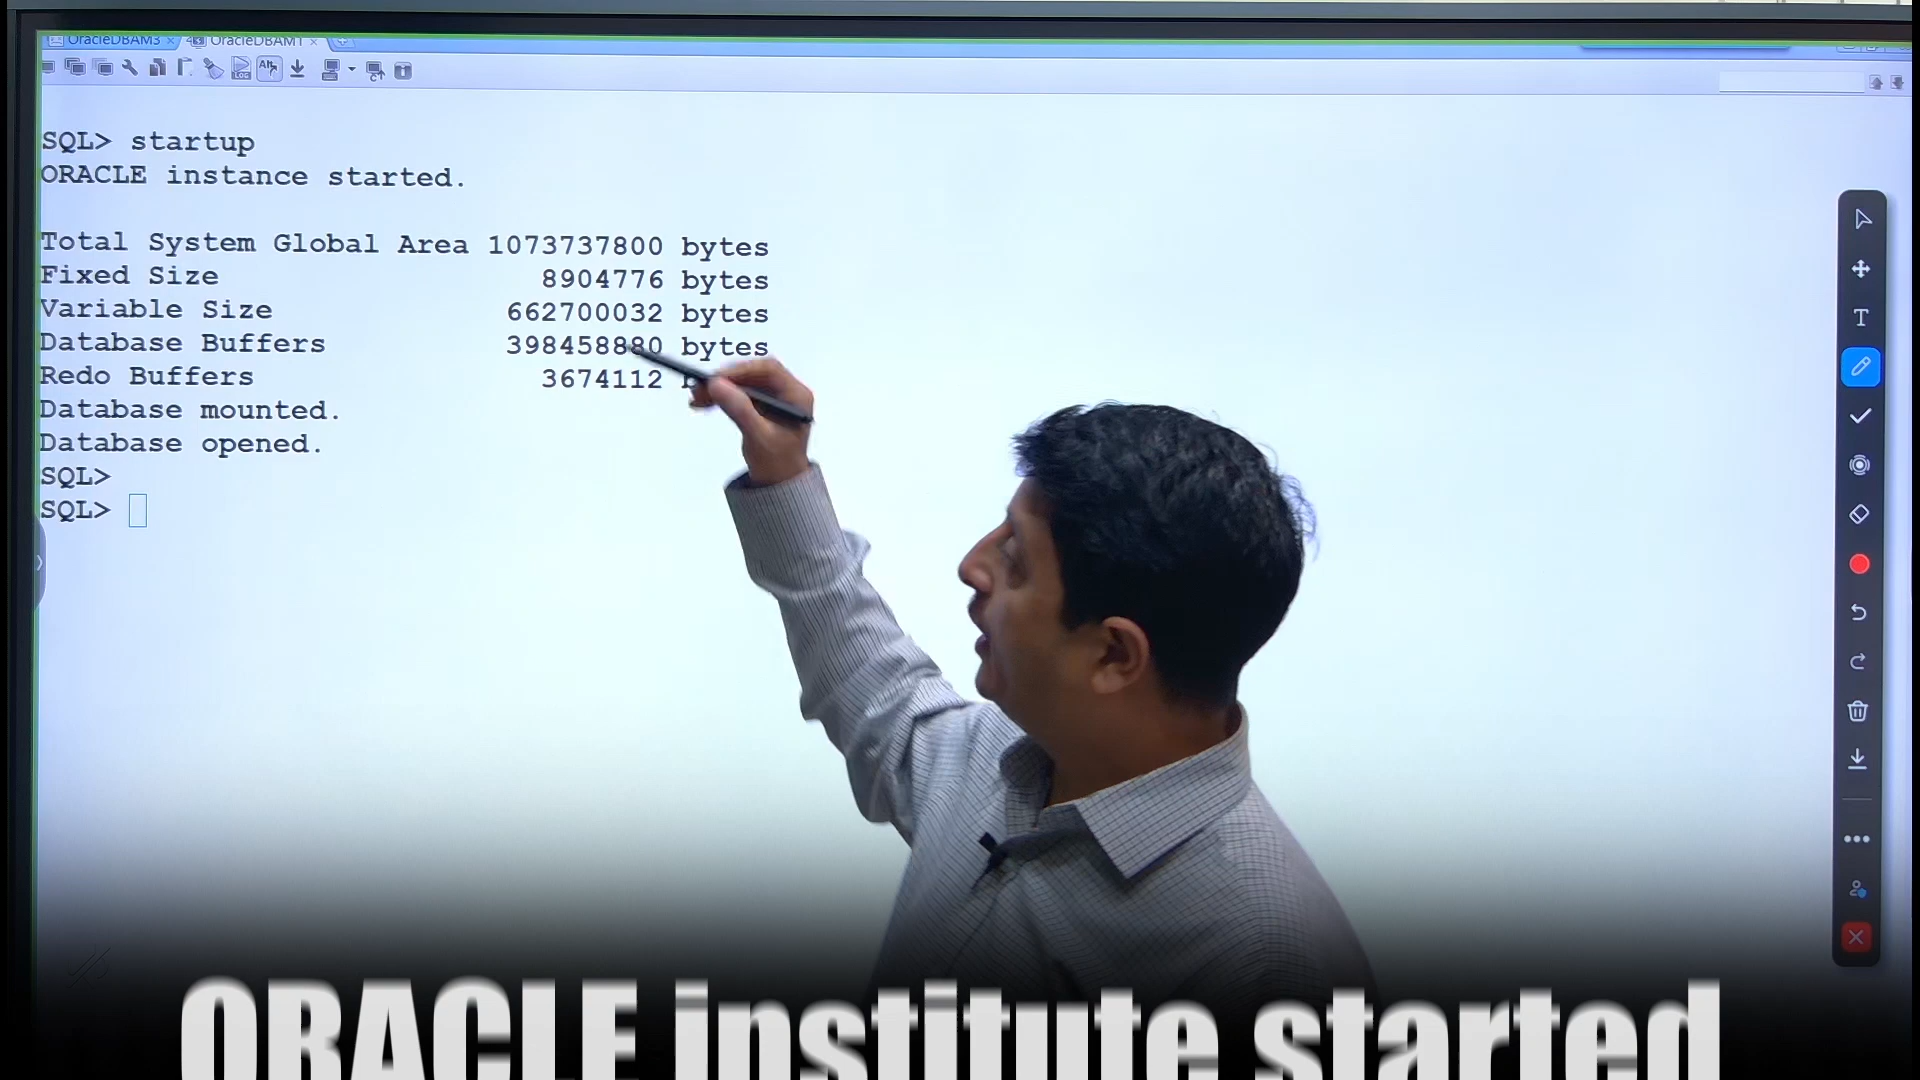 OracleDBAM3 × 4 OracleDBAM1 ×
SQL> startup
ORACLE instance started.
Total System Global Area 1073737800 bytes
Fixed Size 8904776 bytes
Variable Size 662700032 bytes
Database Buffers 398458880 bytes
Redo Buffers 3674112 b
Database mounted.
Database opened.
SQL>
SQL>
ORACLE institute started